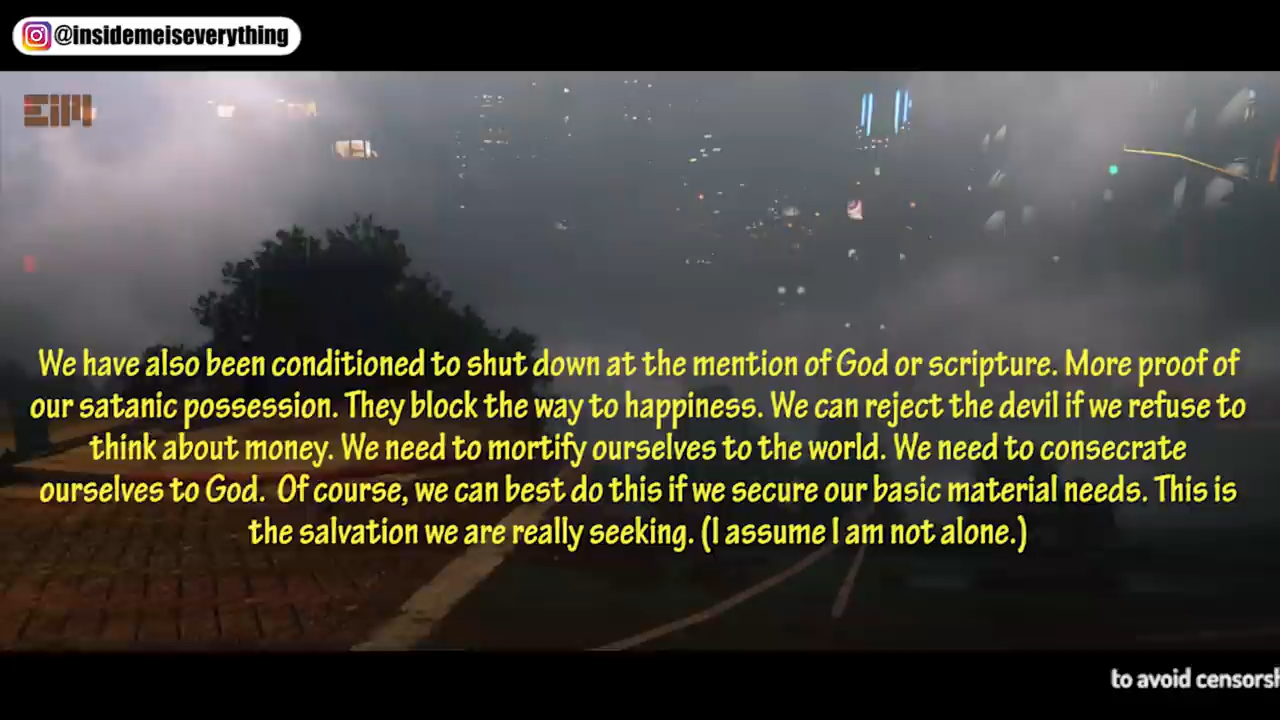 @insidemeiseverything
EiM
We have also been conditioned to shut down at the mention of God or scripture. More proof of
our satanic possession. They block the way to happiness. We can reject the devil if we refuse to
think about money. We need to mortify ourselves to the world. We need to consecrate
ourselves to God. Of course, we can best do this if we secure our basic material needs. This is
the salvation we are really seeking. (I assume I am not alone.)
to avoid censorsh